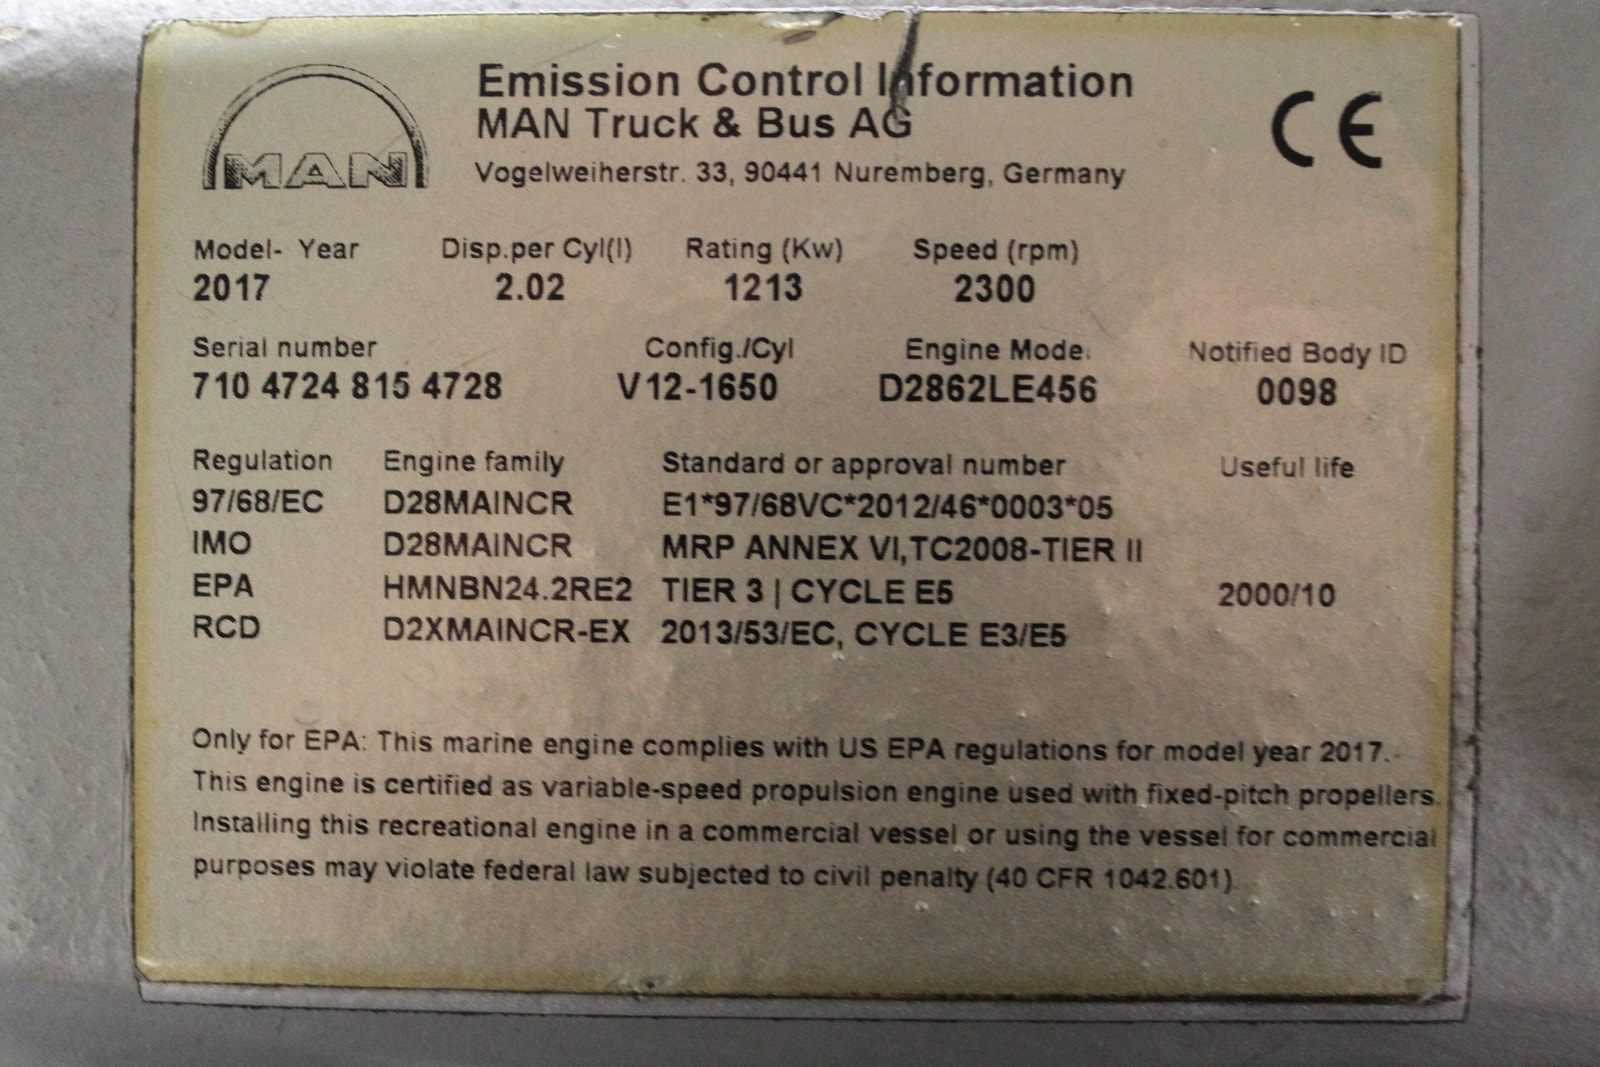 MAN
Emission Control Information
MAN Truck & Bus AG
Vogelweiherstr. 33, 90441 Nuremberg, Germany
CE
Model- Year Disp.per Cyl(l) Rating (Kw) Speed (rpm)
2017 2.02 1213 2300
Serial number Config./Cyl Engine Model Notified Body ID
710 4724 815 4728 V12-1650 D2862LE456 0098
Regulation Engine family Standard or approval number Useful life
97/68/EC D28MAINCR E1*97/68VC*2012/46*0003*05
IMO D28MAINCR MRP ANNEX VI,TC2008-TIER II
EPA HMNBN24.2RE2 TIER 3 | CYCLE E5 2000/10
RCD D2XMAINCR-EX 2013/53/EC, CYCLE E3/E5
Only for EPA: This marine engine complies with US EPA regulations for model year 2017.
This engine is certified as variable-speed propulsion engine used with fixed-pitch propellers.
Installing this recreational engine in a commercial vessel or using the vessel for commercial
purposes may violate federal law subjected to civil penalty (40 CFR 1042.601).